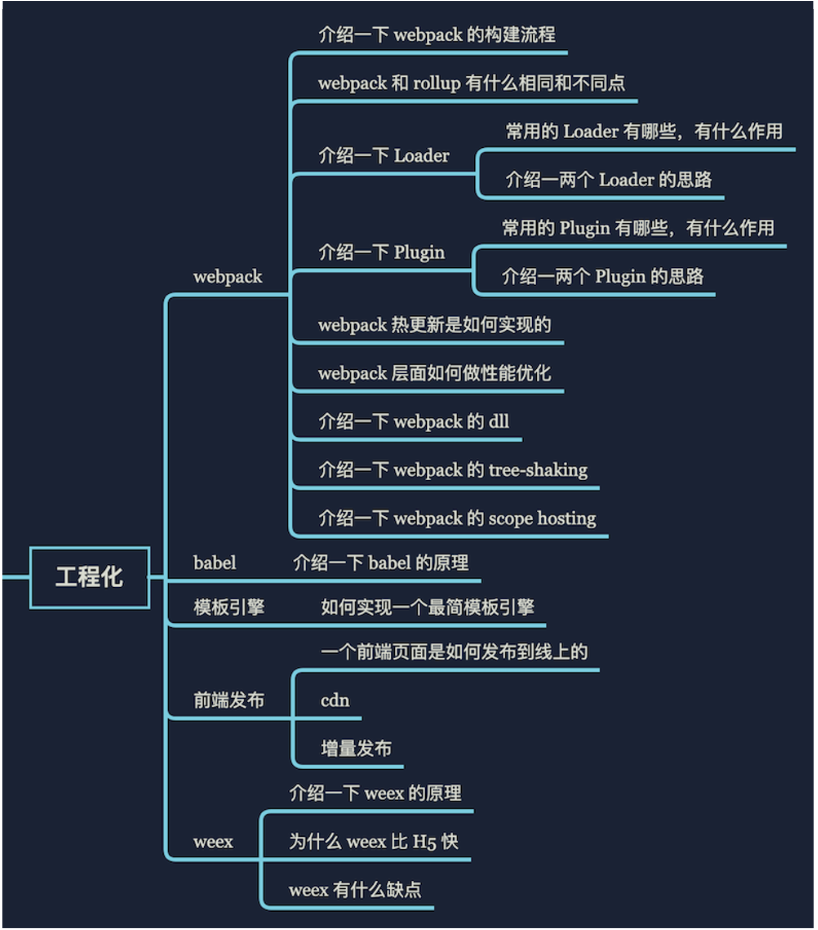 介绍一下 webpack 的构建流程
webpack 和 rollup 有什么相同和不同点
常用的 Loader 有哪些，有什么作用
介绍一下 Loader
介绍一两个 Loader 的思路
常用的 Plugin 有哪些，有什么作用
介绍一下 Plugin
介绍一两个 Plugin 的思路
webpack
webpack 热更新是如何实现的
webpack 层面如何做性能优化
介绍一下 webpack 的 dll
介绍一下 webpack 的 tree-shaking
介绍一下 webpack 的 scope hosting
工程化
babel
介绍一下 babel 的原理
模板引擎
如何实现一个最简模板引擎
一个前端页面是如何发布到线上的
前端发布
cdn
增量发布
介绍一下 weex 的原理
weex
为什么 weex 比 H5 快
weex 有什么缺点